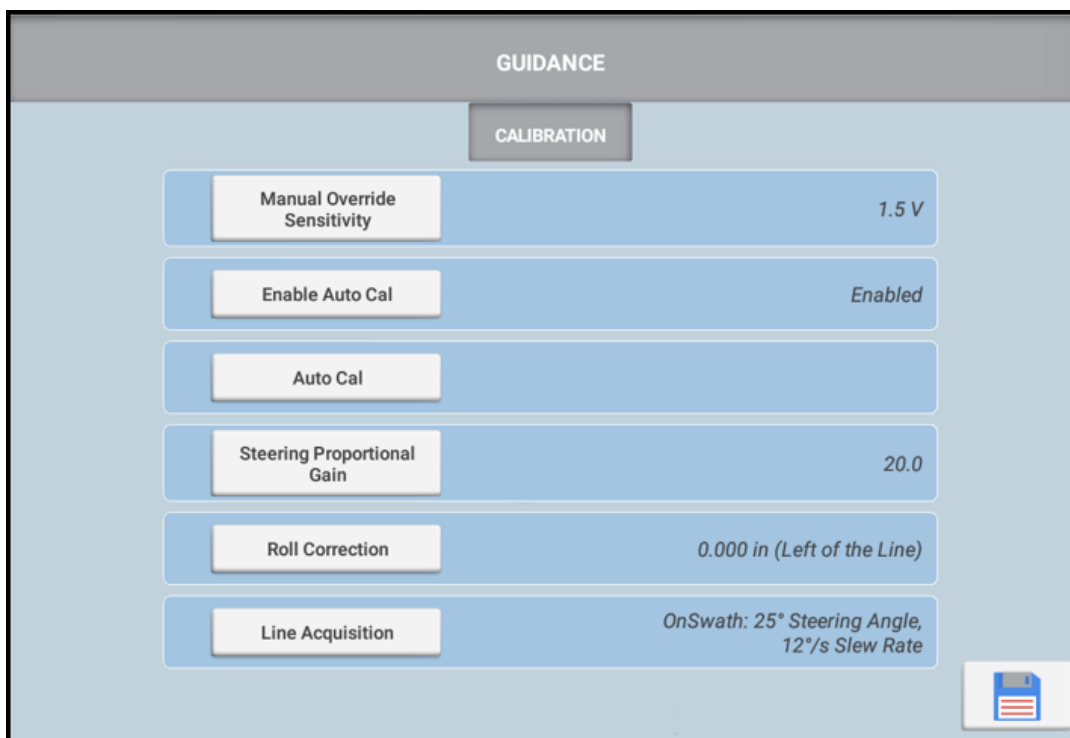 GUIDANCE
CALIBRATION
Manual Override
Sensitivity
1.5 V
Enable Auto Cal
Enabled
Auto Cal
Steering Proportional
Gain
20.0
Roll Correction
0.000 in (Left of the Line)
Line Acquisition
OnSwath: 25° Steering Angle,
12°/s Slew Rate